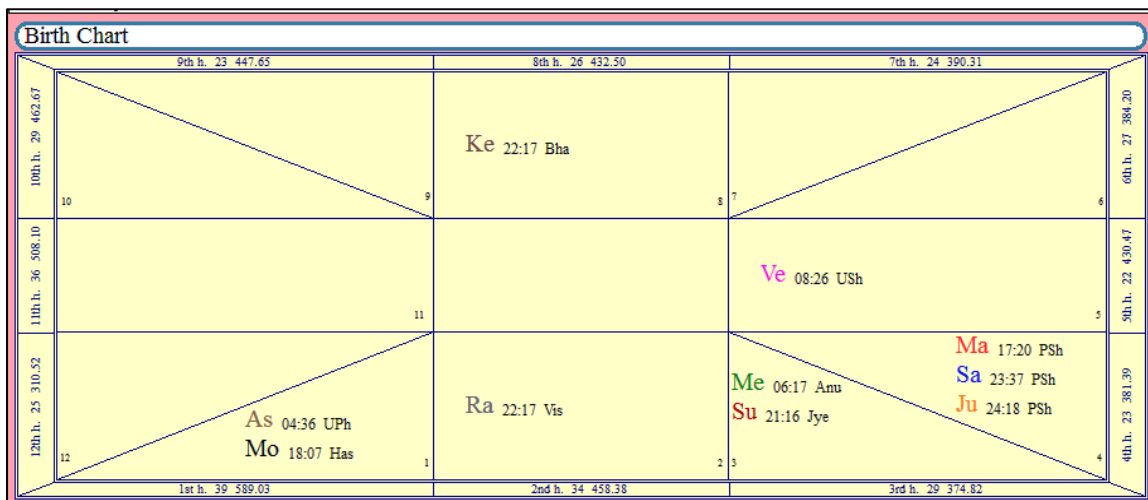 Birth Chart
9th h. 23 447.65
8th h. 26 432.50
7th h. 24 390.31
10th h. 29 462.67
Ke 22:17 Bha
6th h. 27 384.20
10
9
8
7
6
11th h. 36 508.10
Ve 08:26 USh
5th h. 22 430.47
11
5
12th h. 25 310.52
As 04:36 UPh
Mo 18:07 Has
Ra 22:17 Vis
Me 06:17 Anu
Su 21:16 Jye
Ma 17:20 PSh
Sa 23:37 PSh
Ju 24:18 PSh
4th h. 23 381.39
12
1
2
3
4
1st h. 39 589.03
2nd h. 34 458.38
3rd h. 29 374.82